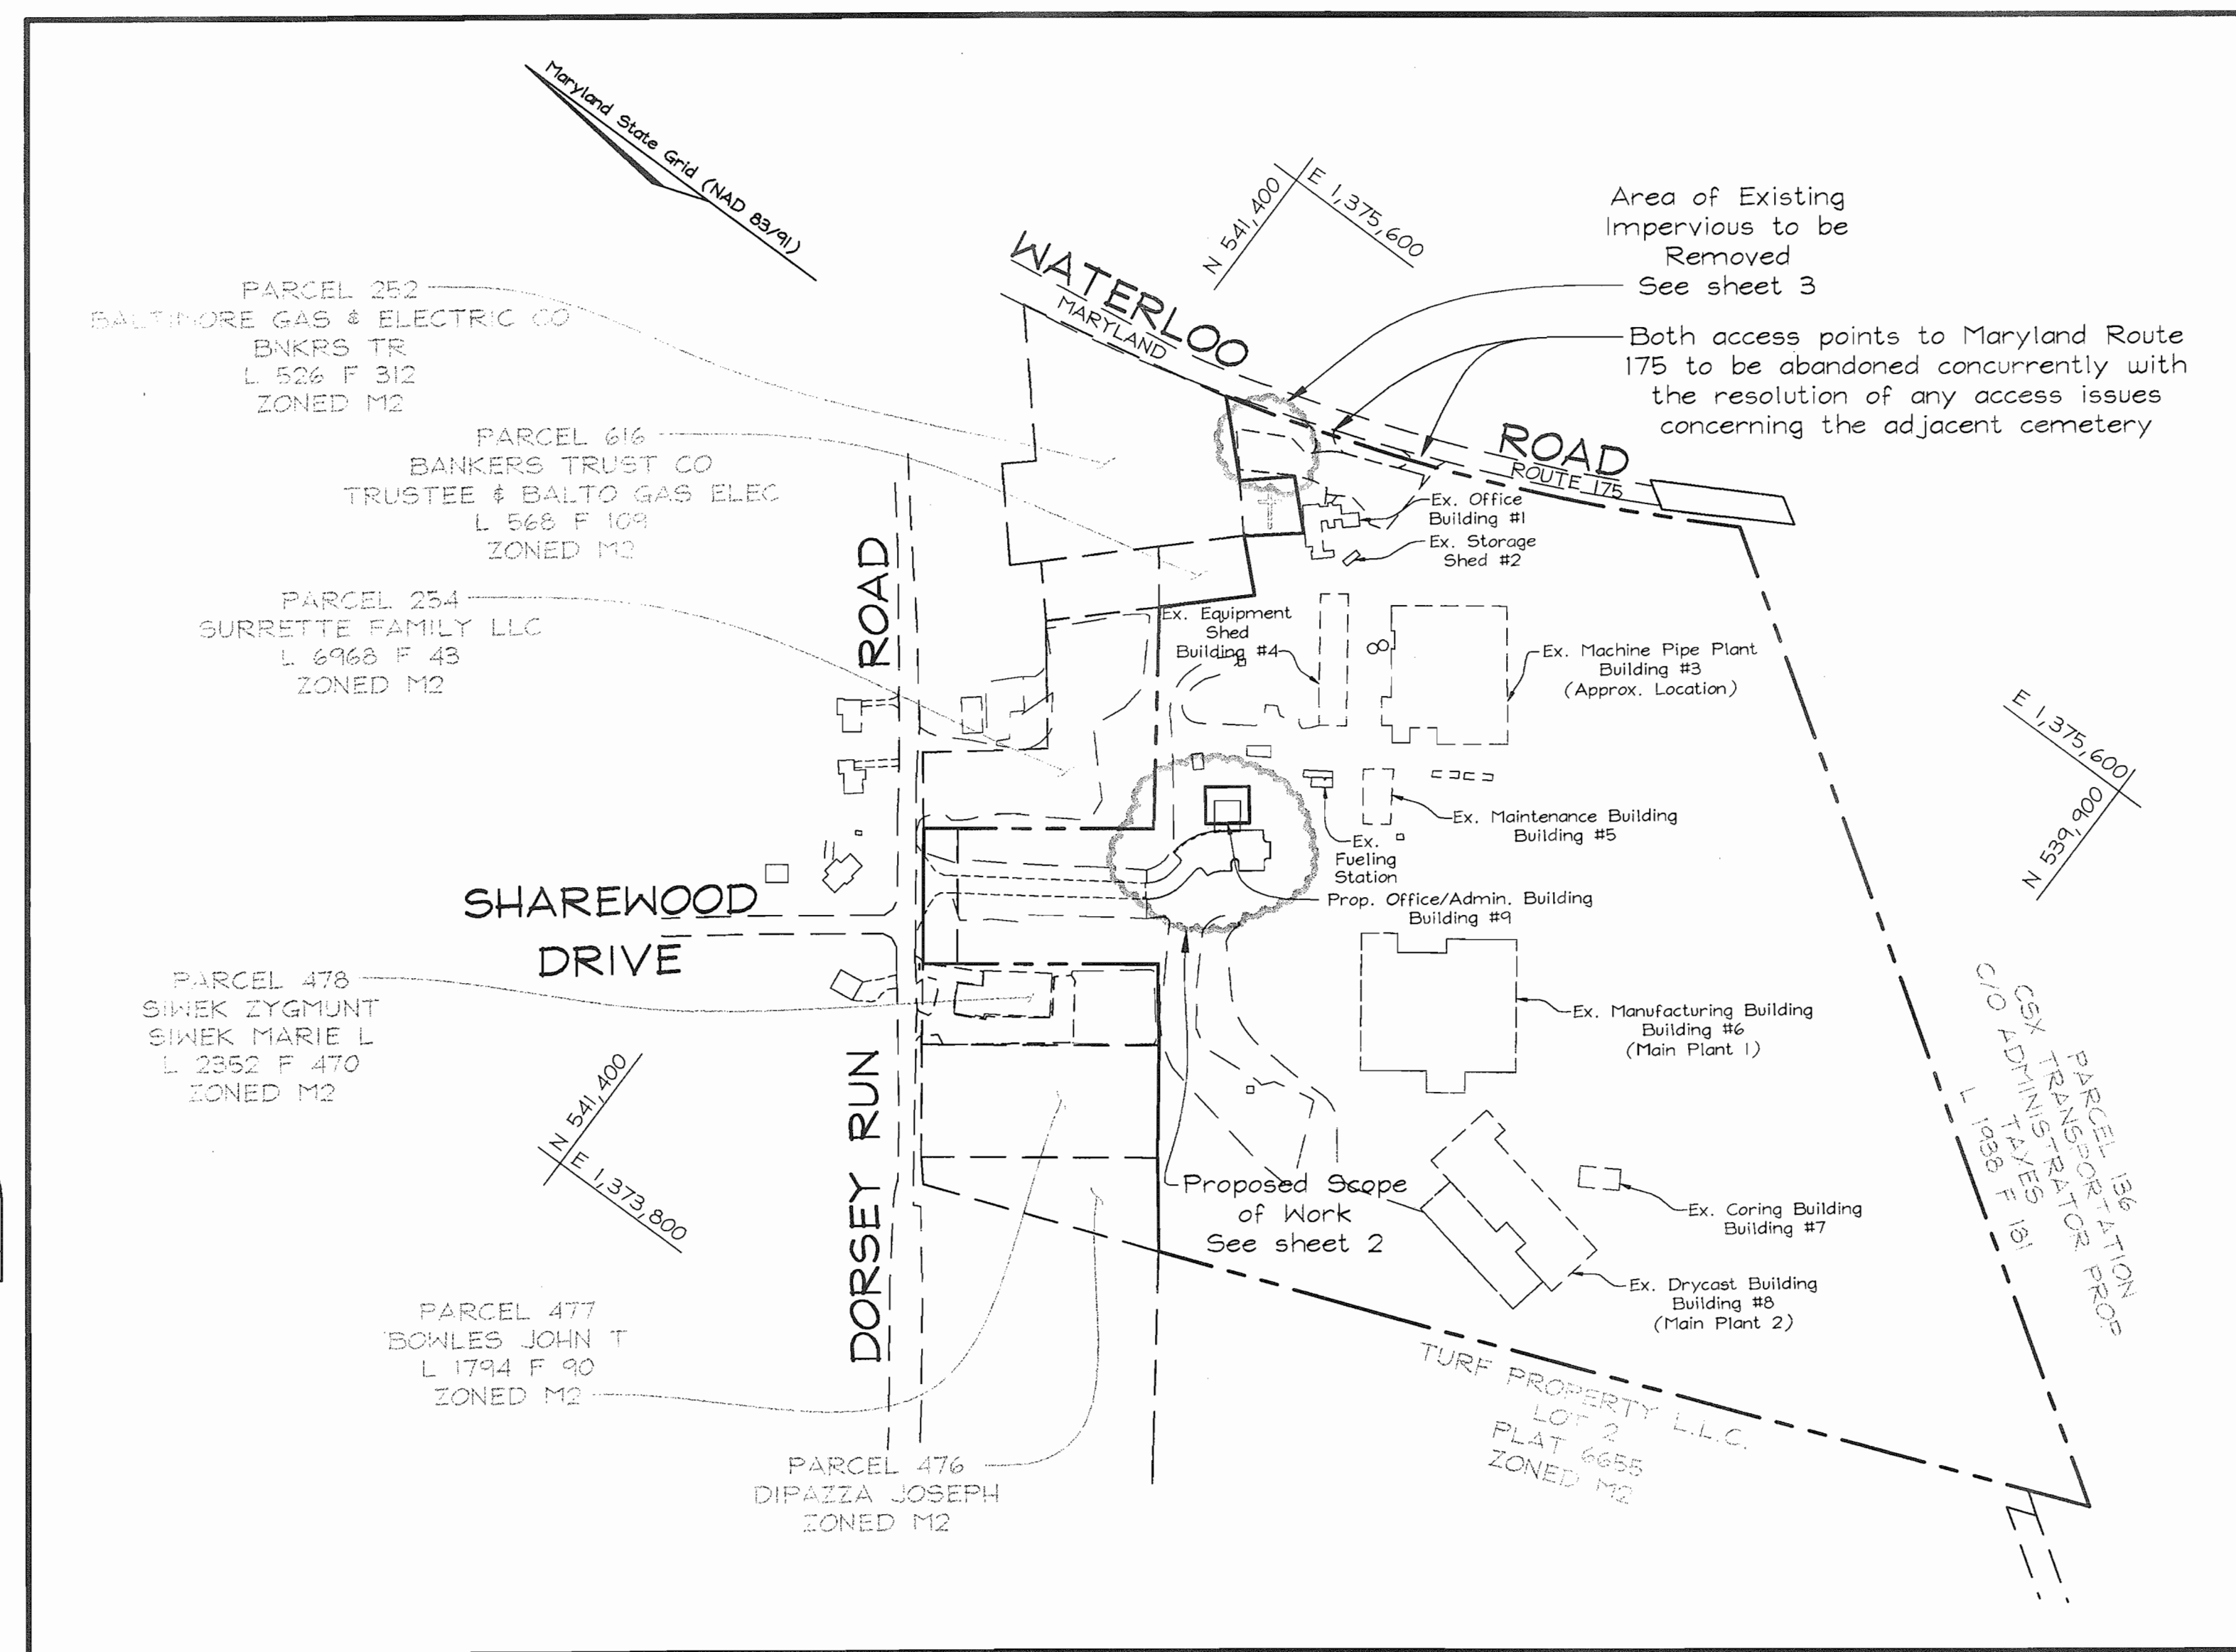 Maryland State Grid (NAD 83/91)
N 541,400
E 1,375,600
Area of Existing
Impervious to be
Removed
See sheet 3
Both access points to Maryland Route
175 to be abandoned concurrently with
the resolution of any access issues
concerning the adjacent cemetery
WATERLOO
MARYLAND
ROAD
ROUTE 175
PARCEL 252
BALTIMORE GAS & ELECTRIC CO
BNKRS TR
L 526 F 312
ZONED M2
PARCEL 616
BANKERS TRUST CO
TRUSTEE & BALTO GAS ELEC
L 568 F 109
ZONED M2
PARCEL 254
SURRETTE FAMILY LLC
L 6968 F 43
ZONED M2
ROAD
Ex. Office
Building #1
Ex. Storage
Shed #2
Ex. Equipment
Shed
Building #4
Ex. Machine Pipe Plant
Building #3
(Approx. Location)
E 1,375,600
N 539,900
Ex. Maintenance Building
Building #5
Ex.
Fueling
Station
Prop. Office/Admin. Building
Building #9
SHAREWOOD
DRIVE
PARCEL 478
SIWEK ZYGMUNT
SIWEK MARIE L
L 2352 F 470
ZONED M2
Ex. Manufacturing Building
Building #6
(Main Plant 1)
PARCEL 136
CSX TRANSPORTATION
C/O ADMINISTRATOR PROP
TAXES
L 1938 F 181
N 541,400
E 1,373,800
DORSEY RUN
Proposed Scope
of Work
See sheet 2
Ex. Coring Building
Building #7
Ex. Drycast Building
Building #8
(Main Plant 2)
PARCEL 477
BOWLES JOHN T
L 1794 F 90
ZONED M2
TURF PROPERTY L.L.C.
LOT 2
PLAT 6655
ZONED M2
PARCEL 476
DIPAZZA JOSEPH
ZONED M2